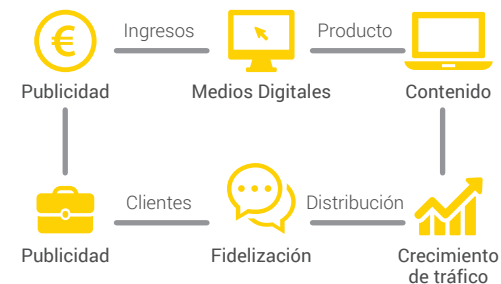 €
Ingresos
Producto
Publicidad
Medios Digitales
Contenido
Clientes
Distribución
Publicidad
Fidelización
Crecimiento
de tráfico